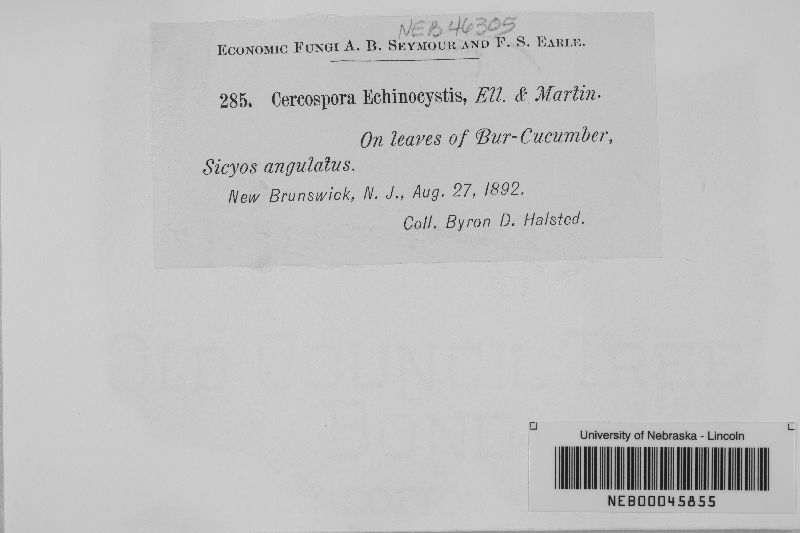 NEB 46305
ECONOMIC FUNGI A. B. SEYMOUR AND F. S. EARLE.
285. Cercospora Echinocystis, Ell. & Martin.
On leaves of Bur-Cucumber,
Sicyos angulatus.
New Brunswick, N. J., Aug. 27, 1892.
Coll. Byron D. Halsted.
University of Nebraska - Lincoln
NEB00045855